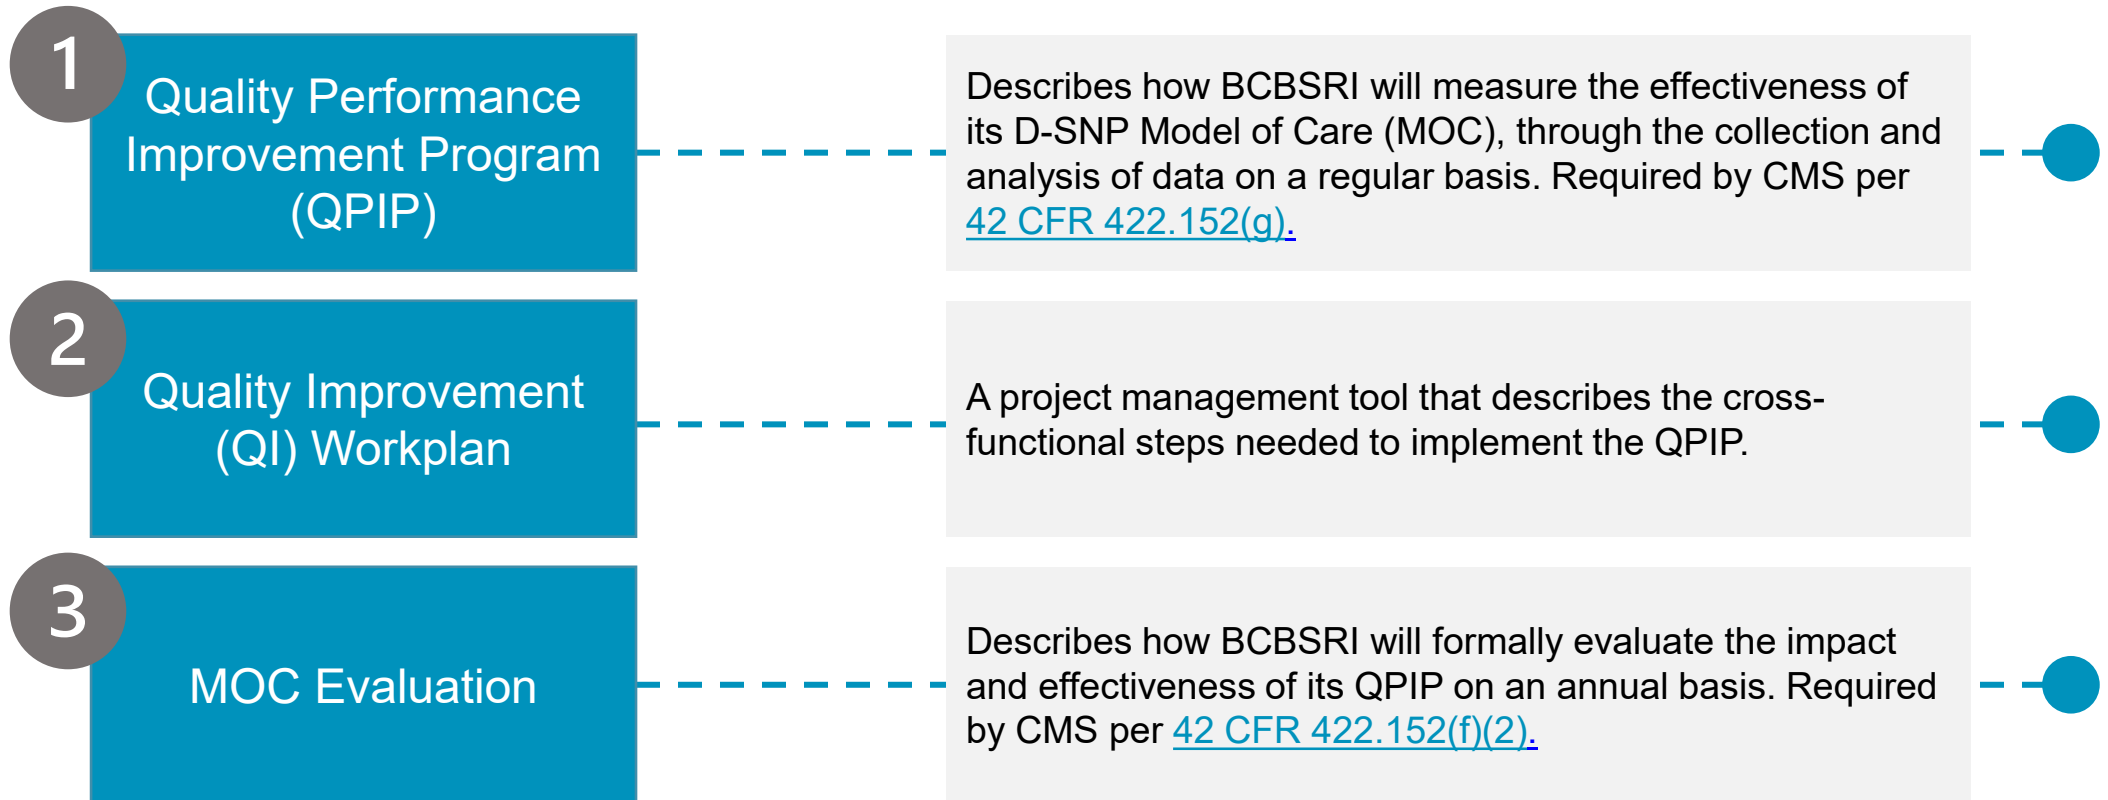 1
Quality Performance
Improvement Program
(QPIP)
Describes how BCBSRI will measure the effectiveness of
its D-SNP Model of Care (MOC), through the collection and
analysis of data on a regular basis. Required by CMS per
42 CFR 422.152(g).
2
Quality Improvement
(QI) Workplan
A project management tool that describes the cross-
functional steps needed to implement the QPIP.
3
MOC Evaluation
Describes how BCBSRI will formally evaluate the impact
and effectiveness of its QPIP on an annual basis. Required
by CMS per 42 CFR 422.152(f)(2).